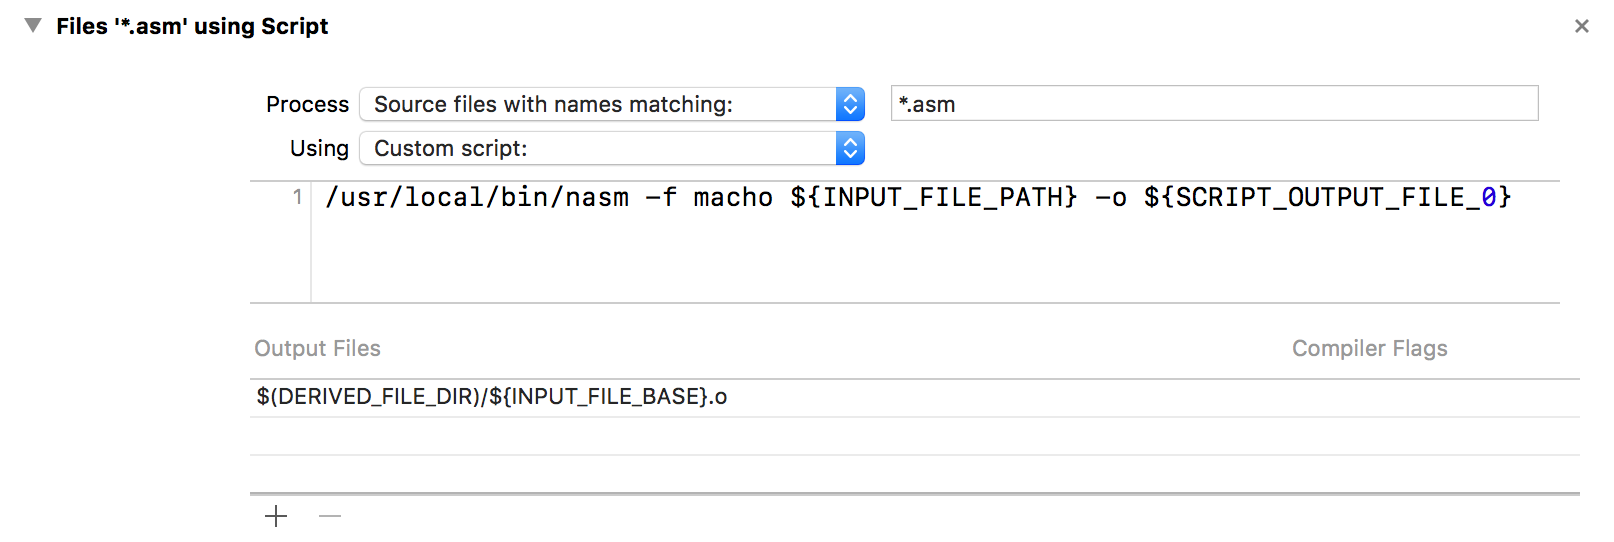 Files '*.asm' using Script
Process Source files with names matching: *.asm
Using Custom script:
1 /usr/local/bin/nasm -f macho ${INPUT_FILE_PATH} -o ${SCRIPT_OUTPUT_FILE_0}
Output Files Compiler Flags
$(DERIVED_FILE_DIR)/${INPUT_FILE_BASE}.o